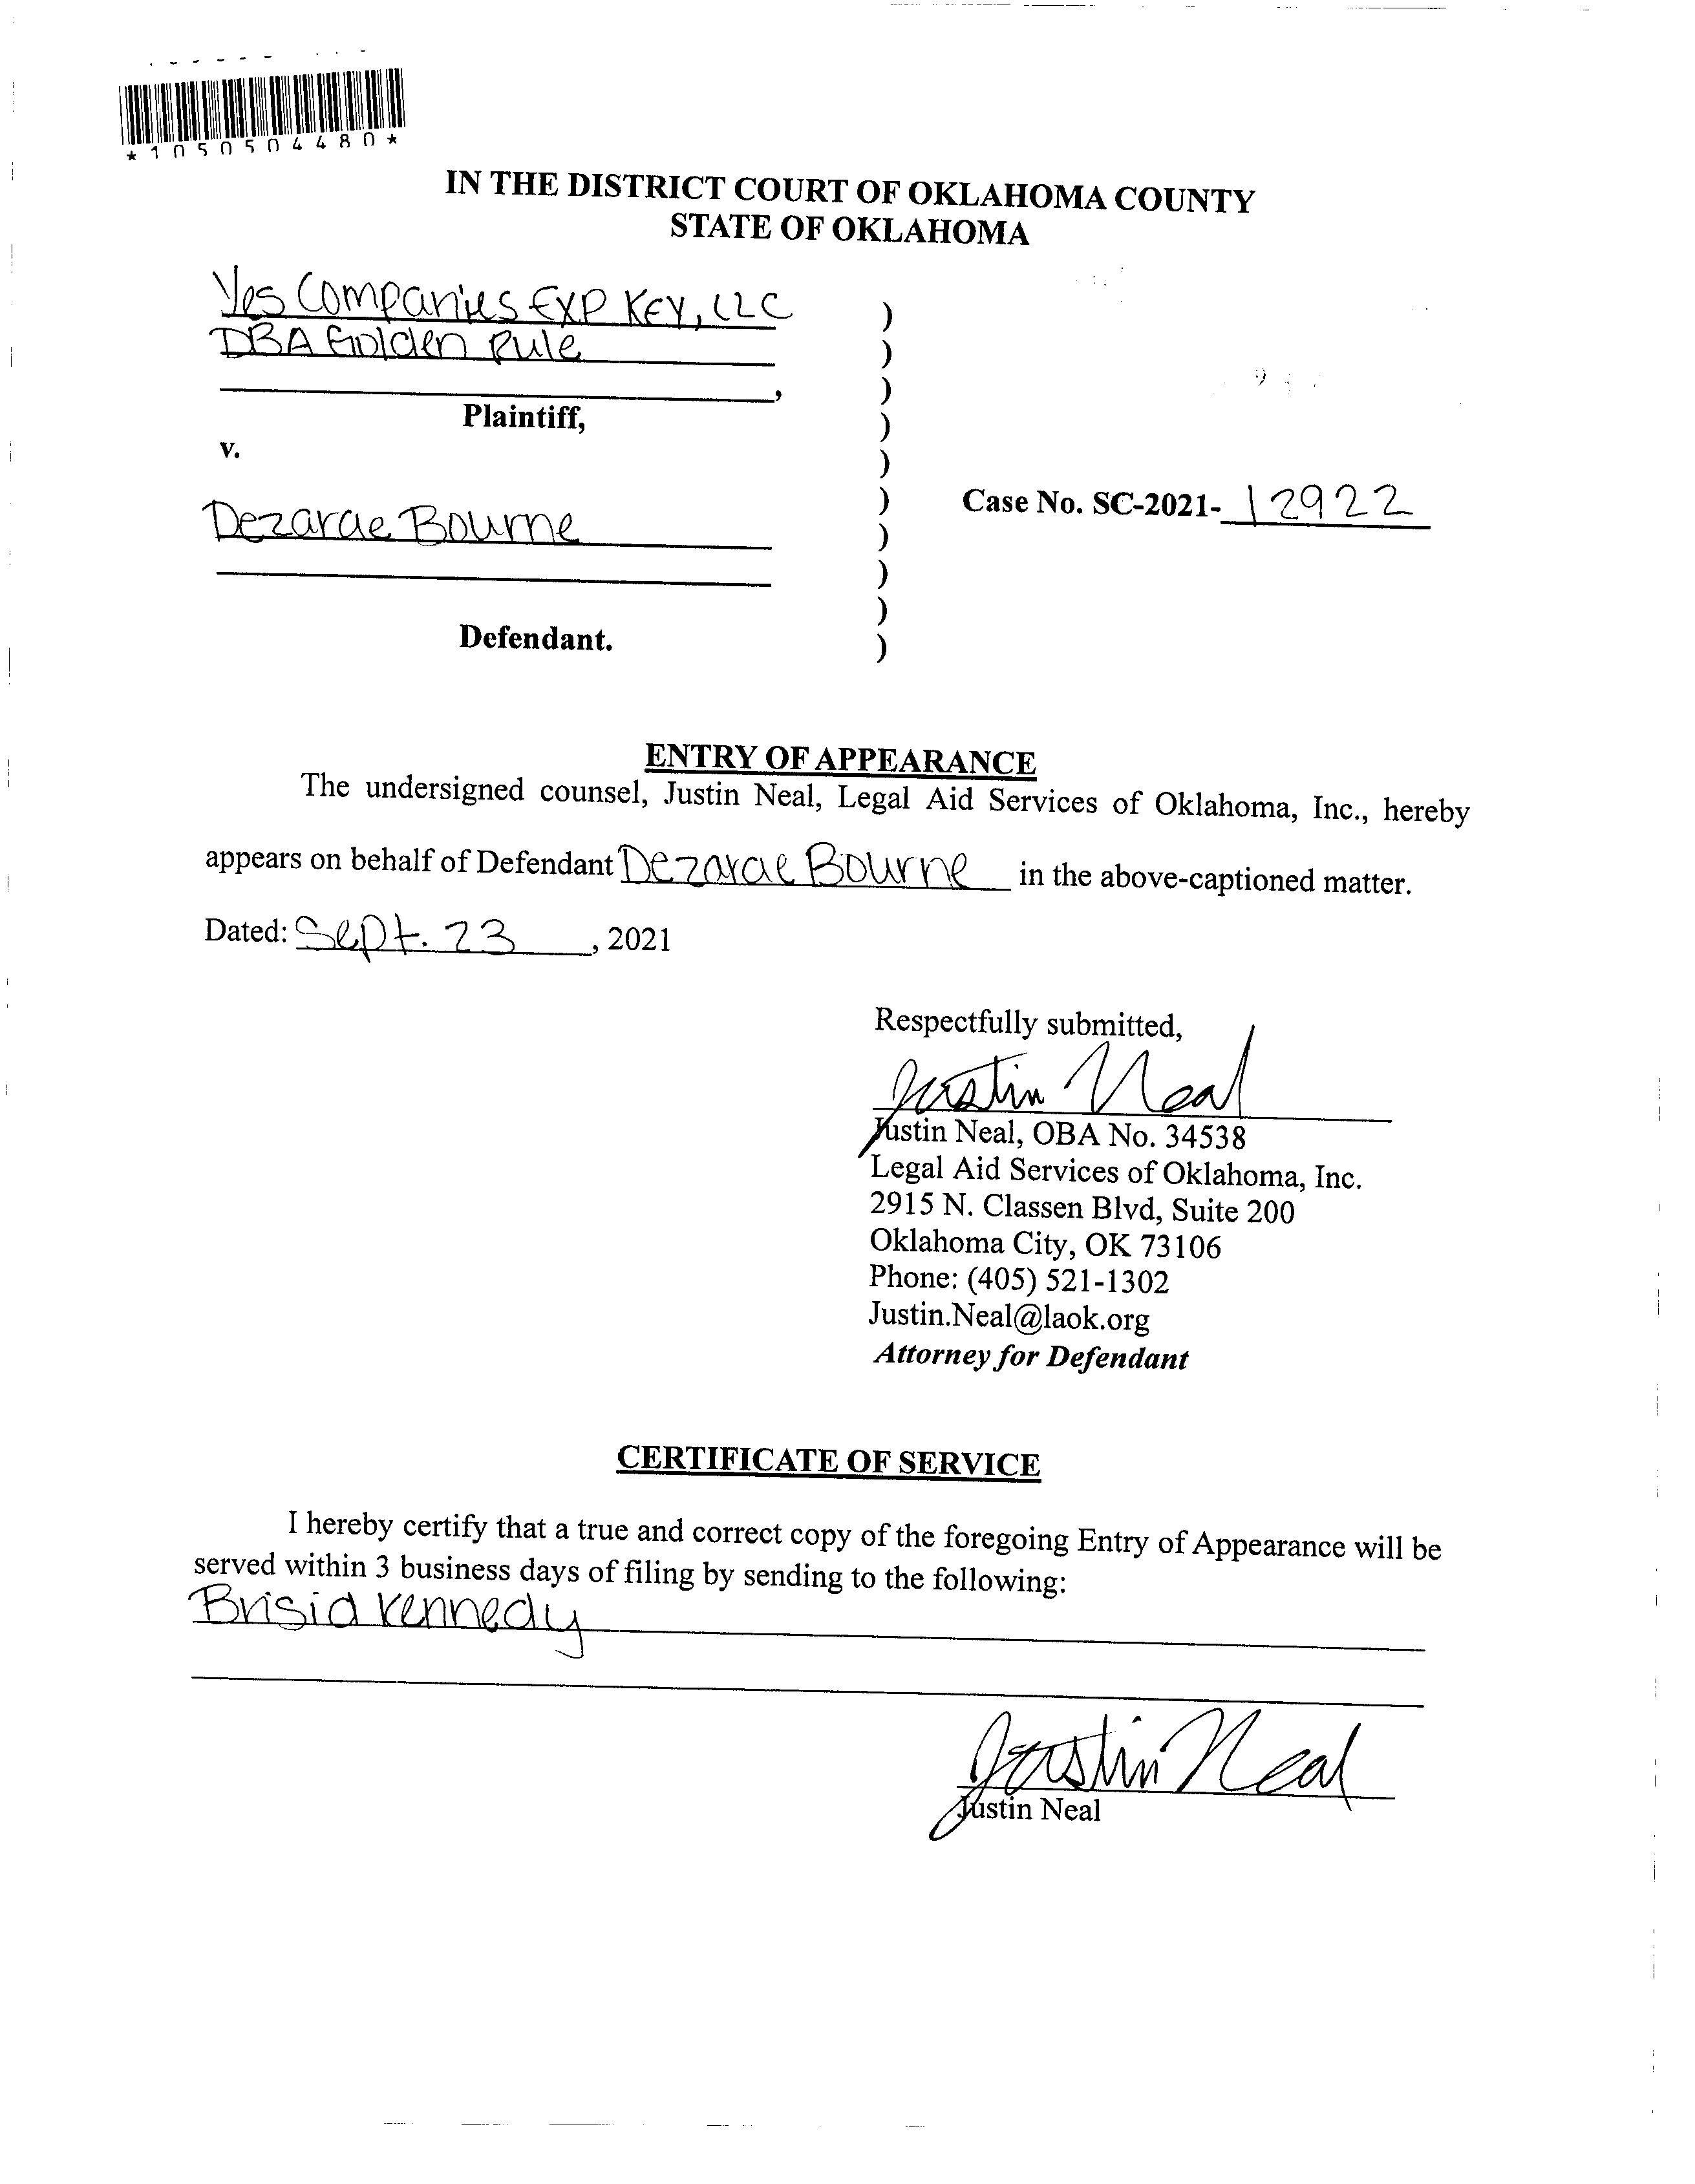 *1050504480*
IN THE DISTRICT COURT OF OKLAHOMA COUNTY
STATE OF OKLAHOMA
Yes Companies EXP KEY, LLC )
DBA Golden Rule )
, )
Plaintiff, )
v. )
Case No. SC-2021-12922 )
Dezarae Bourne )
)
)
Defendant. )
ENTRY OF APPEARANCE
The undersigned counsel, Justin Neal, Legal Aid Services of Oklahoma, Inc., hereby
appears on behalf of Defendant Dezarae Bourne in the above-captioned matter.
Dated: Sept. 23, 2021
Respectfully submitted,
Justin Neal
Justin Neal, OBA No. 34538
Legal Aid Services of Oklahoma, Inc.
2915 N. Classen Blvd, Suite 200
Oklahoma City, OK 73106
Phone: (405) 521-1302
Justin.Neal@laok.org
Attorney for Defendant
CERTIFICATE OF SERVICE
I hereby certify that a true and correct copy of the foregoing Entry of Appearance will be
served within 3 business days of filing by sending to the following:
Brisid Kennedy
Justin Neal
Justin Neal